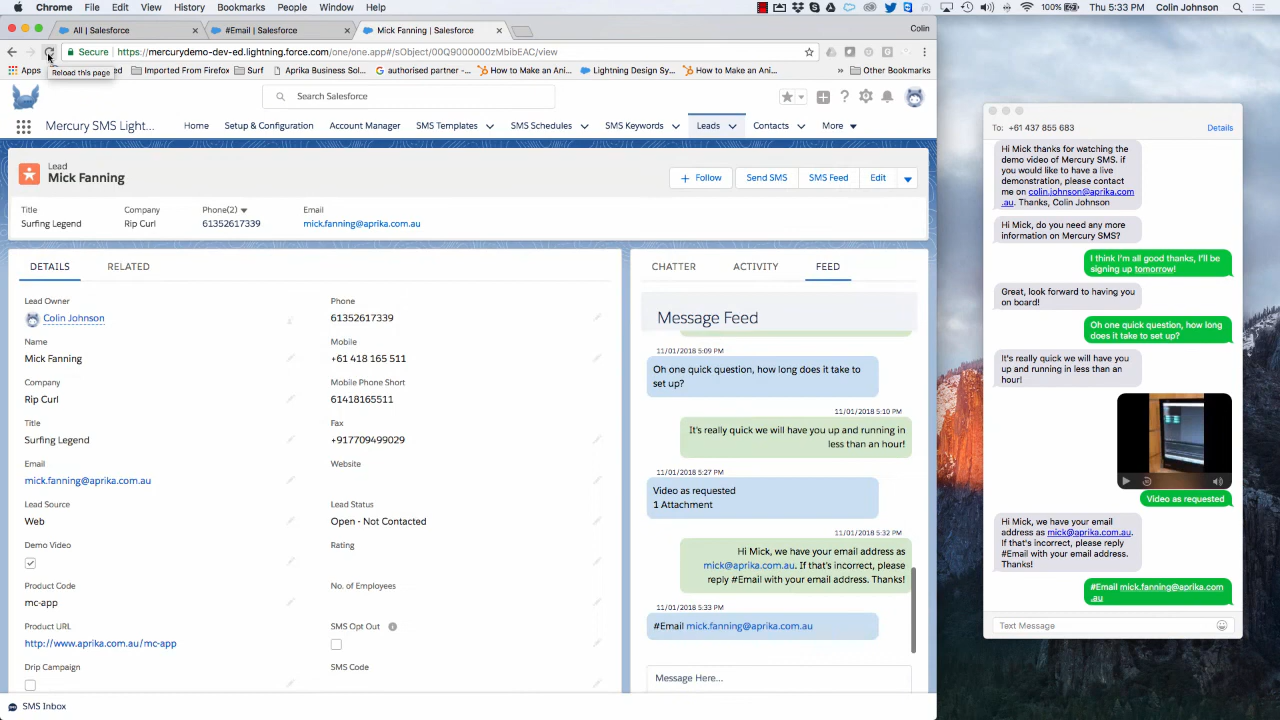 Chrome File Edit View History Bookmarks People Window Help
100% Thu 5:33 PM Colin Johnson
All | Salesforce
#Email | Salesforce
Mick Fanning | Salesforce
Colin
Secure https://mercurydemo-dev-ed.lightning.force.com/one/one.app#/sObject/00Q9000000zMbibEAC/view
Apps
Imported From Firefox
Surf
Aprika Business Sol...
authorised partner -...
How to Make an Ani...
Lightning Design Sy...
How to Make an Ani...
» Other Bookmarks
Reload this page
Search Salesforce
Mercury SMS Light...
Home Setup & Configuration Account Manager SMS Templates SMS Schedules SMS Keywords Leads Contacts More
Lead
Mick Fanning
+ Follow
Send SMS
SMS Feed
Edit
Title Company Phone(2) Email
Surfing Legend Rip Curl 61352617339 mick.fanning@aprika.com.au
DETAILS RELATED
Lead Owner Phone
Colin Johnson 61352617339
Name Mobile
Mick Fanning +61 418 165 511
Company Mobile Phone Short
Rip Curl 61418165511
Title Fax
Surfing Legend +917709499029
Email Website
mick.fanning@aprika.com.au
Lead Source Lead Status
Web Open - Not Contacted
Demo Video Rating
Product Code No. of Employees
mc-app
Product URL SMS Opt Out
http://www.aprika.com.au/mc-app
Drip Campaign SMS Code
CHATTER ACTIVITY FEED
Message Feed
11/01/2018 5:09 PM
Oh one quick question, how long does it take to
set up?
11/01/2018 5:10 PM
It's really quick we will have you up and running in
less than an hour!
11/01/2018 5:27 PM
Video as requested
1 Attachment
11/01/2018 5:32 PM
Hi Mick, we have your email address as
mick@aprika.com.au. If that's incorrect, please
reply #Email with your email address. Thanks!
11/01/2018 5:33 PM
#Email mick.fanning@aprika.com.au
Message Here...
SMS Inbox
To: +61 437 855 683 Details
Hi Mick thanks for watching the
demo video of Mercury SMS. if
you would like to have a live
demonstration, please contact
me on colin.johnson@aprika.com
.au. Thanks, Colin Johnson
Hi Mick, do you need any more
information on Mercury SMS?
I think I'm all good thanks, I'll be
signing up tomorrow!
Great, look forward to having you
on board!
Oh one quick question, how long
does it take to set up?
It's really quick we will have you
up and running in less than an
hour!
Video as requested
Hi Mick, we have your email
address as mick@aprika.com.au.
If that's incorrect, please reply
#Email with your email address.
Thanks!
#Email mick.fanning@aprika.com
.au
Text Message